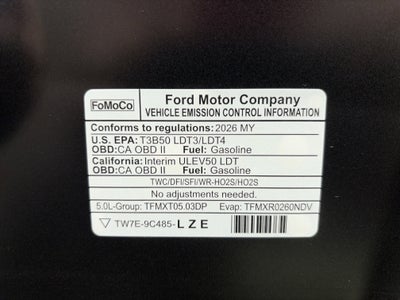 FoMoCo
Ford Motor Company
VEHICLE EMISSION CONTROL INFORMATION
Conforms to regulations: 2026 MY
U.S. EPA: T3B50 LDT3/LDT4
OBD:CA OBD II Fuel: Gasoline
California: Interim ULEV50 LDT
OBD:CA OBD II Fuel: Gasoline
TWC/DFI/SFI/WR-HO2S/HO2S
No adjustments needed.
5.0L-Group: TFMXT05.03DP Evap: TFMXR0260NDV
TW7E-9C485-LZE